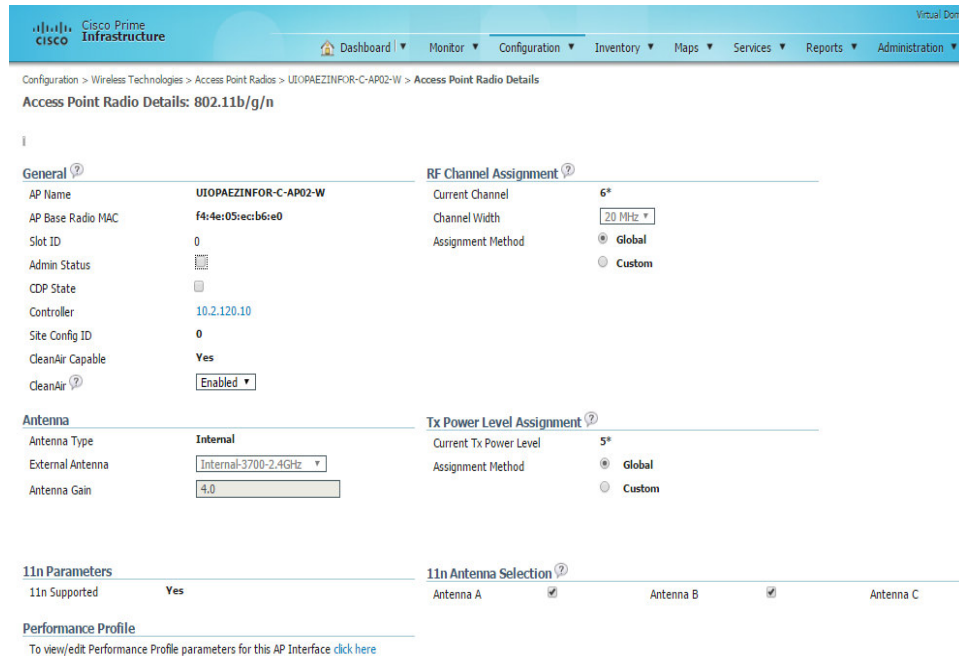 Virtual Dom
Cisco Prime
CISCO Infrastructure
Dashboard Monitor Configuration Inventory Maps Services Reports Administration
Configuration > Wireless Technologies > Access Point Radios > UIOPAEZINFOR-C-AP02-W > Access Point Radio Details
Access Point Radio Details: 802.11b/g/n
General ?
AP Name UIOPAEZINFOR-C-AP02-W
AP Base Radio MAC f4:4e:05:ec:b6:e0
Slot ID 0
Admin Status
CDP State
Controller 10.2.120.10
Site Config ID 0
CleanAir Capable Yes
CleanAir ? Enabled
RF Channel Assignment ?
Current Channel 6*
Channel Width 20 MHz
Assignment Method Global
Custom
Antenna
Antenna Type Internal
External Antenna Internal-3700-2.4GHz
Antenna Gain 4.0
Tx Power Level Assignment ?
Current Tx Power Level 5*
Assignment Method Global
Custom
11n Parameters
11n Supported Yes
11n Antenna Selection ?
Antenna A Antenna B Antenna C
Performance Profile
To view/edit Performance Profile parameters for this AP Interface click here